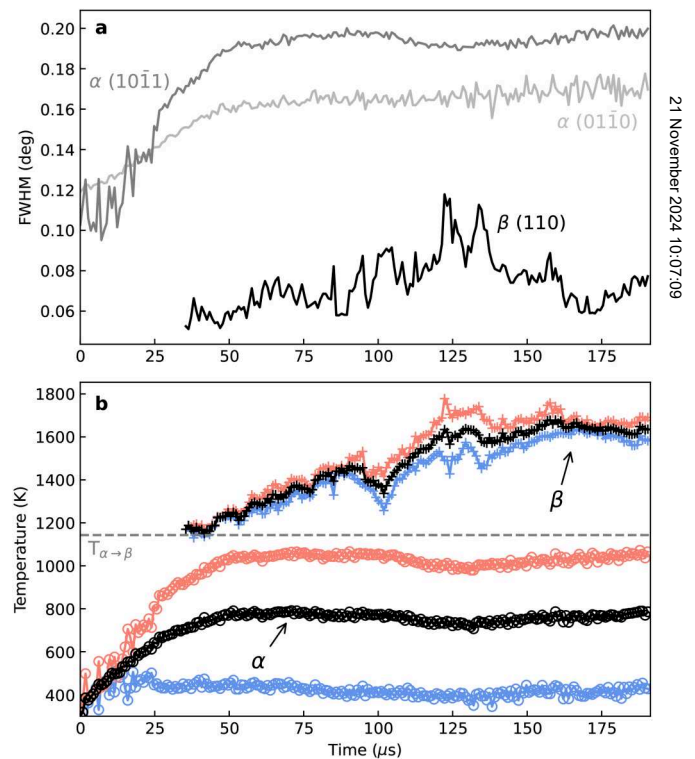 a
0.20
0.18
0.16
0.14
0.12
0.10
0.08
0.06
FWHM (deg)
α (101̄1)
α (011̄0)
β (110)
0 25 50 75 100 125 150 175
21 November 2024 10:07:09
b
1800
1600
1400
1200
1000
800
600
400
Temperature (K)
β
Tα→β
α
0 25 50 75 100 125 150 175
Time (μs)